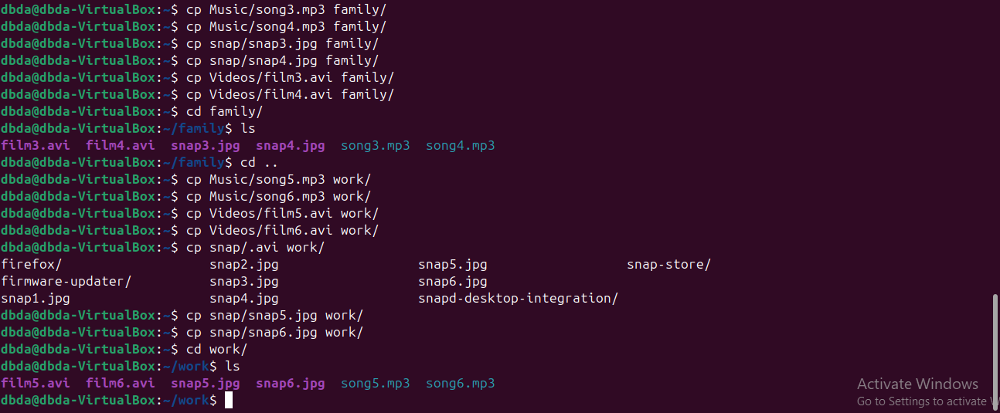 dbda@dbda-VirtualBox:~$ cp Music/song3.mp3 family/
dbda@dbda-VirtualBox:~$ cp Music/song4.mp3 family/
dbda@dbda-VirtualBox:~$ cp snap/snap3.jpg family/
dbda@dbda-VirtualBox:~$ cp snap/snap4.jpg family/
dbda@dbda-VirtualBox:~$ cp Videos/film3.avi family/
dbda@dbda-VirtualBox:~$ cp Videos/film4.avi family/
dbda@dbda-VirtualBox:~$ cd family/
dbda@dbda-VirtualBox:~/family$ ls
film3.avi  film4.avi  snap3.jpg  snap4.jpg  song3.mp3  song4.mp3
dbda@dbda-VirtualBox:~/family$ cd ..
dbda@dbda-VirtualBox:~$ cp Music/song5.mp3 work/
dbda@dbda-VirtualBox:~$ cp Music/song6.mp3 work/
dbda@dbda-VirtualBox:~$ cp Videos/film5.avi work/
dbda@dbda-VirtualBox:~$ cp Videos/film6.avi work/
dbda@dbda-VirtualBox:~$ cp snap/.avi work/
firefox/                   snap2.jpg                  snap5.jpg                  snap-store/
firmware-updater/          snap3.jpg                  snap6.jpg
snap1.jpg                  snap4.jpg                  snapd-desktop-integration/
dbda@dbda-VirtualBox:~$ cp snap/snap5.jpg work/
dbda@dbda-VirtualBox:~$ cp snap/snap6.jpg work/
dbda@dbda-VirtualBox:~$ cd work/
dbda@dbda-VirtualBox:~/work$ ls
film5.avi  film6.avi  snap5.jpg  snap6.jpg  song5.mp3  song6.mp3
dbda@dbda-VirtualBox:~/work$
Activate Windows
Go to Settings to activate W